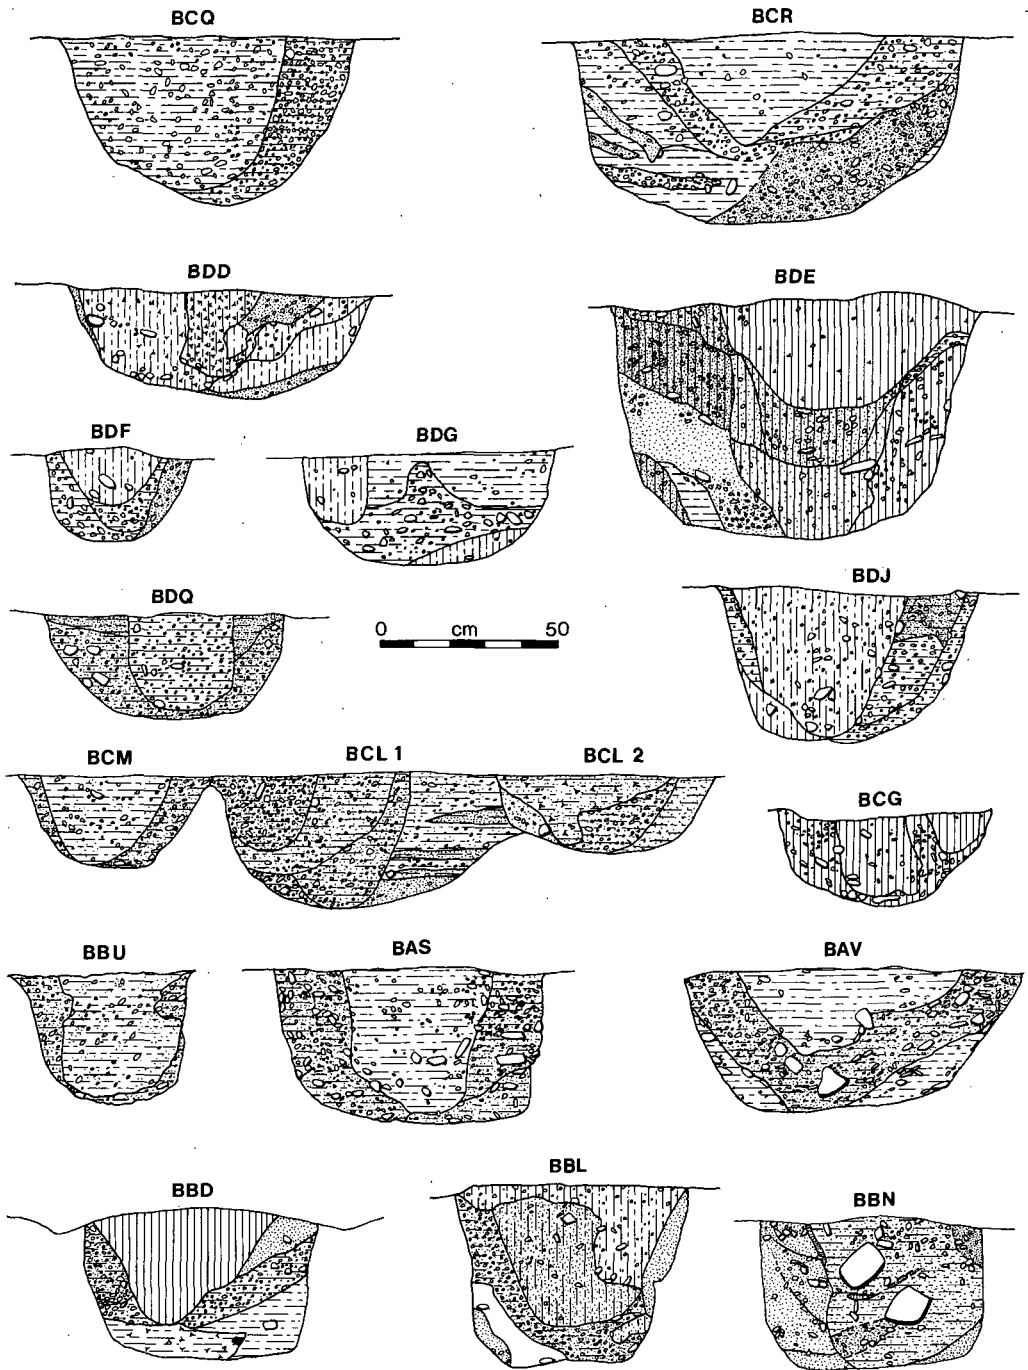 BCQ BCR
BDD BDE
BDF BDG
BDQ 0 cm 50 BDJ
BCM BCL 1 BCL 2 BCG
BBU BAS BAV
BBD BBL BBN